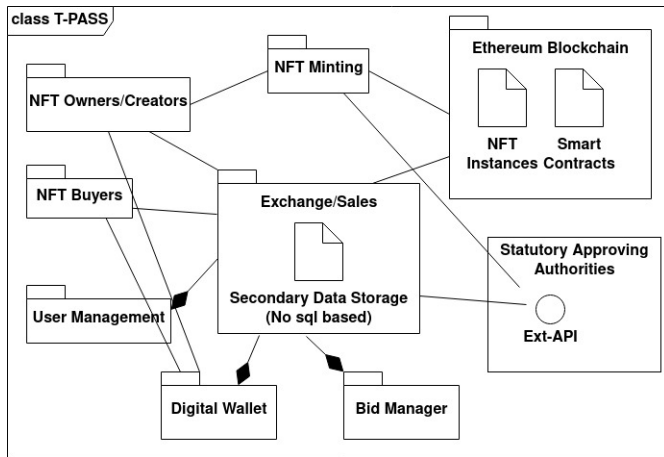 class T-PASS
NFT Owners/Creators
NFT Minting
Ethereum Blockchain
NFT
Instances
Smart
Contracts
NFT Buyers
Exchange/Sales
Secondary Data Storage
(No sql based)
Statutory Approving
Authorities
Ext-API
User Management
Digital Wallet
Bid Manager